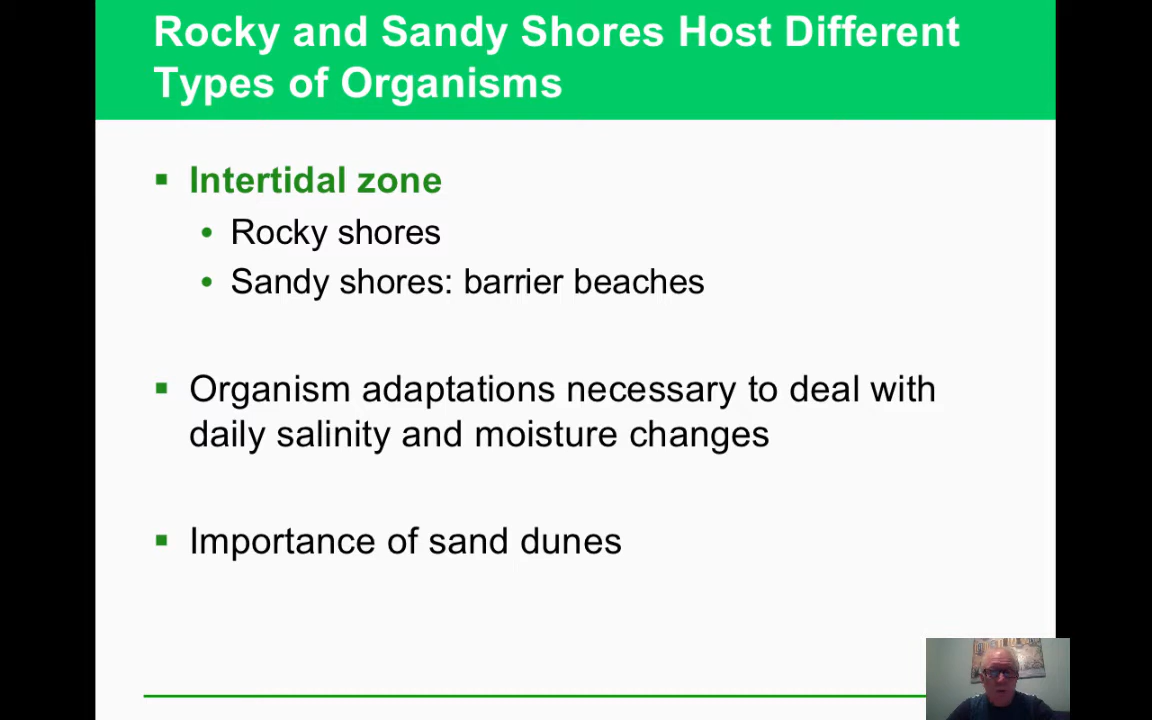 Rocky and Sandy Shores Host Different
Types of Organisms
Intertidal zone
Rocky shores
Sandy shores: barrier beaches
Organism adaptations necessary to deal with
daily salinity and moisture changes
Importance of sand dunes